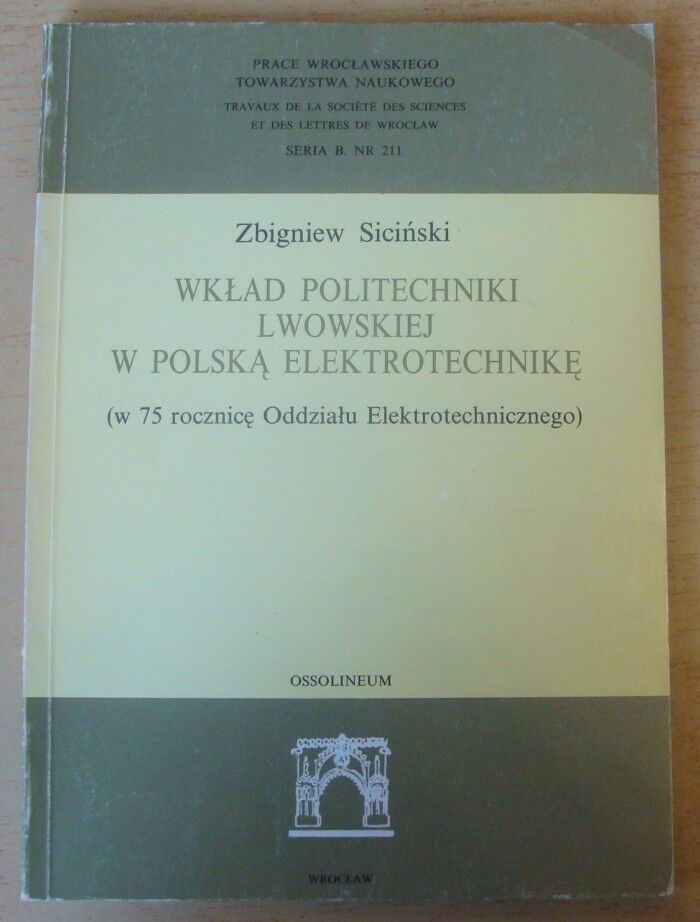 PRACE WROCŁAWSKIEGO
TOWARZYSTWA NAUKOWEGO
TRAVAUX DE LA SOCIÉTÉ DES SCIENCES
ET DES LETTRES DE WROCŁAW
SERIA B. NR 211
Zbigniew Siciński
WKŁAD POLITECHNIKI
LWOWSKIEJ
W POLSKĄ ELEKTROTECHNIKĘ
(w 75 rocznicę Oddziału Elektrotechnicznego)
OSSOLINEUM
WROCŁAW